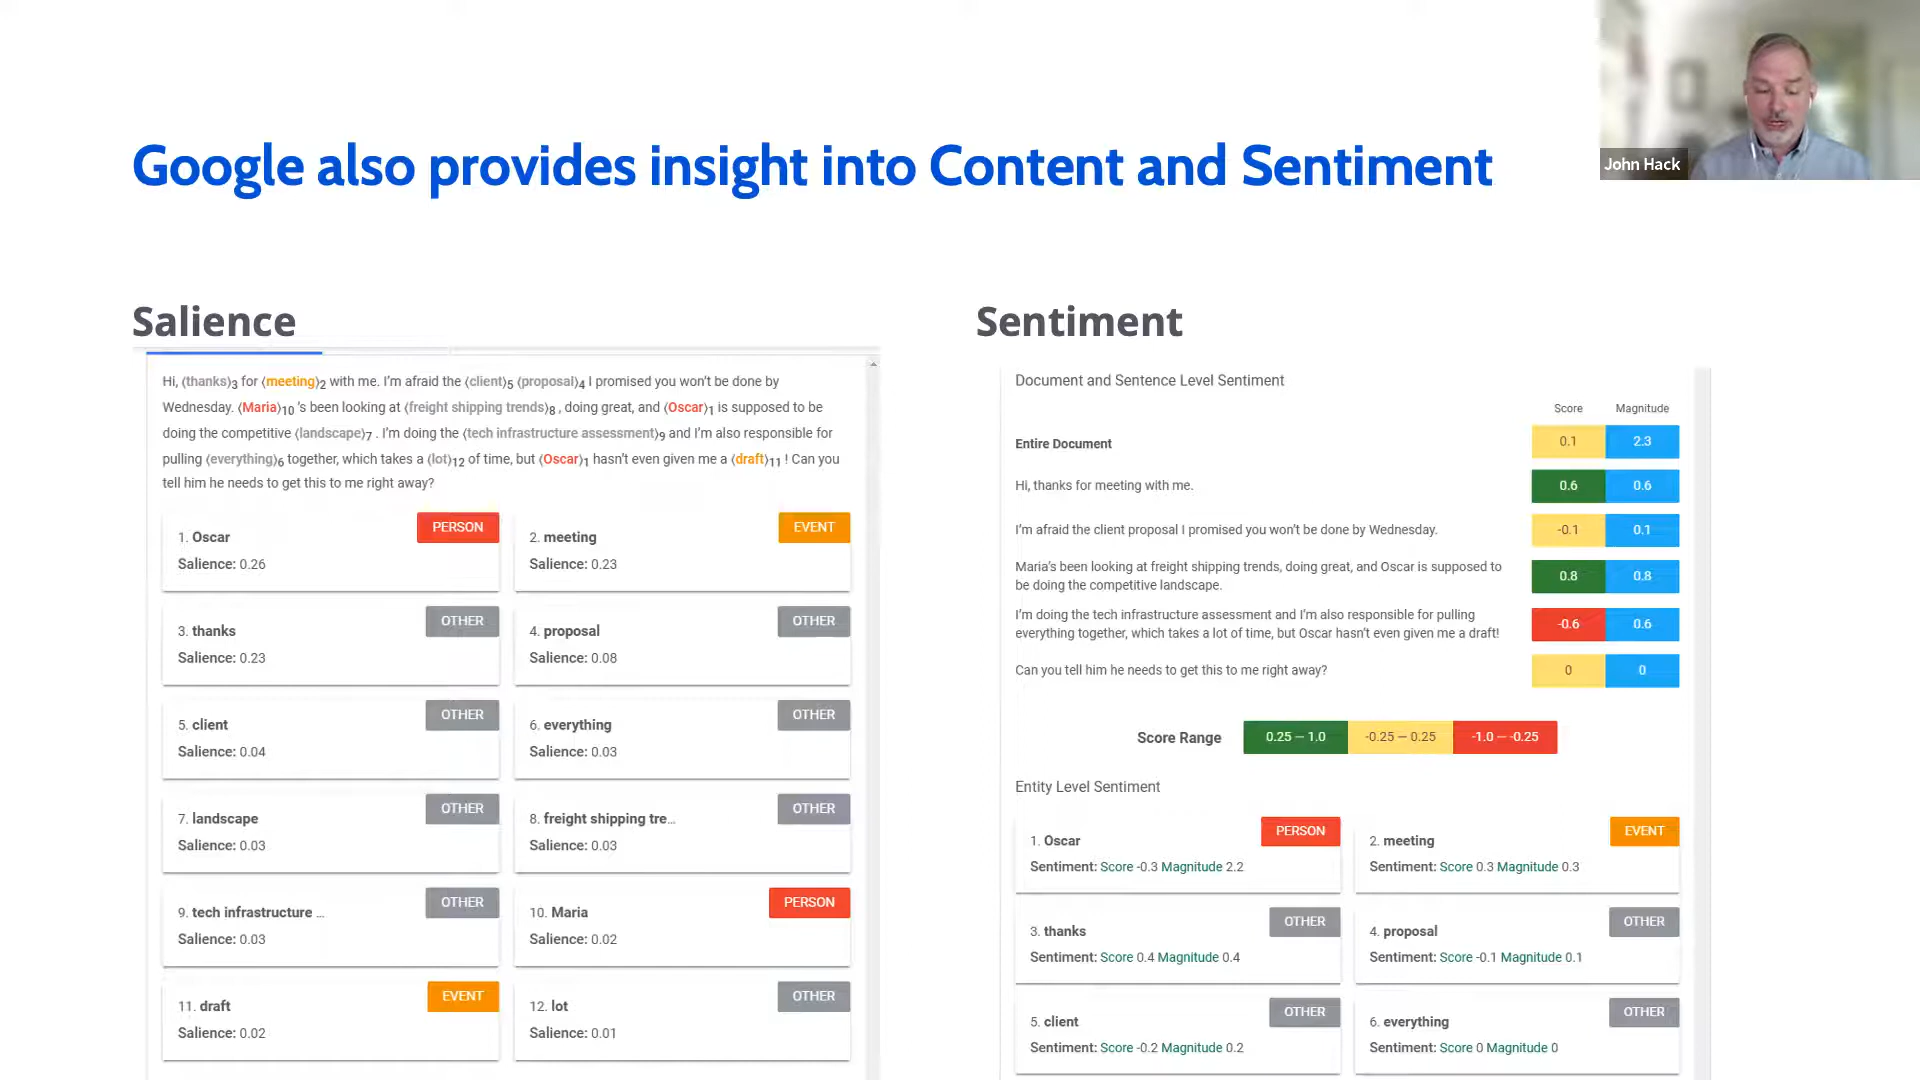 John Hack
Google also provides insight into Content and Sentiment
Salience
Hi, ⟨thanks⟩3 for ⟨meeting⟩2 with me. I'm afraid the ⟨client⟩5 ⟨proposal⟩4 I promised you won't be done by
Wednesday. ⟨Maria⟩10 's been looking at ⟨freight shipping trends⟩8 , doing great, and ⟨Oscar⟩1 is supposed to be
doing the competitive ⟨landscape⟩7 . I'm doing the ⟨tech infrastructure assessment⟩9 and I'm also responsible for
pulling ⟨everything⟩6 together, which takes a ⟨lot⟩12 of time, but ⟨Oscar⟩1 hasn't even given me a ⟨draft⟩11 ! Can you
tell him he needs to get this to me right away?
1. Oscar PERSON
Salience: 0.26
2. meeting EVENT
Salience: 0.23
3. thanks OTHER
Salience: 0.23
4. proposal OTHER
Salience: 0.08
5. client OTHER
Salience: 0.04
6. everything OTHER
Salience: 0.03
7. landscape OTHER
Salience: 0.03
8. freight shipping tre... OTHER
Salience: 0.03
9. tech infrastructure ... OTHER
Salience: 0.03
10. Maria PERSON
Salience: 0.02
11. draft EVENT
Salience: 0.02
12. lot OTHER
Salience: 0.01
Sentiment
Document and Sentence Level Sentiment
Score Magnitude
Entire Document 0.1 2.3
Hi, thanks for meeting with me. 0.6 0.6
I'm afraid the client proposal I promised you won't be done by Wednesday. -0.1 0.1
Maria's been looking at freight shipping trends, doing great, and Oscar is supposed to
be doing the competitive landscape. 0.8 0.8
I'm doing the tech infrastructure assessment and I'm also responsible for pulling
everything together, which takes a lot of time, but Oscar hasn't even given me a draft! -0.6 0.6
Can you tell him he needs to get this to me right away? 0 0
Score Range 0.25 — 1.0 -0.25 — 0.25 -1.0 — -0.25
Entity Level Sentiment
1. Oscar PERSON
Sentiment: Score -0.3 Magnitude 2.2
2. meeting EVENT
Sentiment: Score 0.3 Magnitude 0.3
3. thanks OTHER
Sentiment: Score 0.4 Magnitude 0.4
4. proposal OTHER
Sentiment: Score -0.1 Magnitude 0.1
5. client OTHER
Sentiment: Score -0.2 Magnitude 0.2
6. everything OTHER
Sentiment: Score 0 Magnitude 0